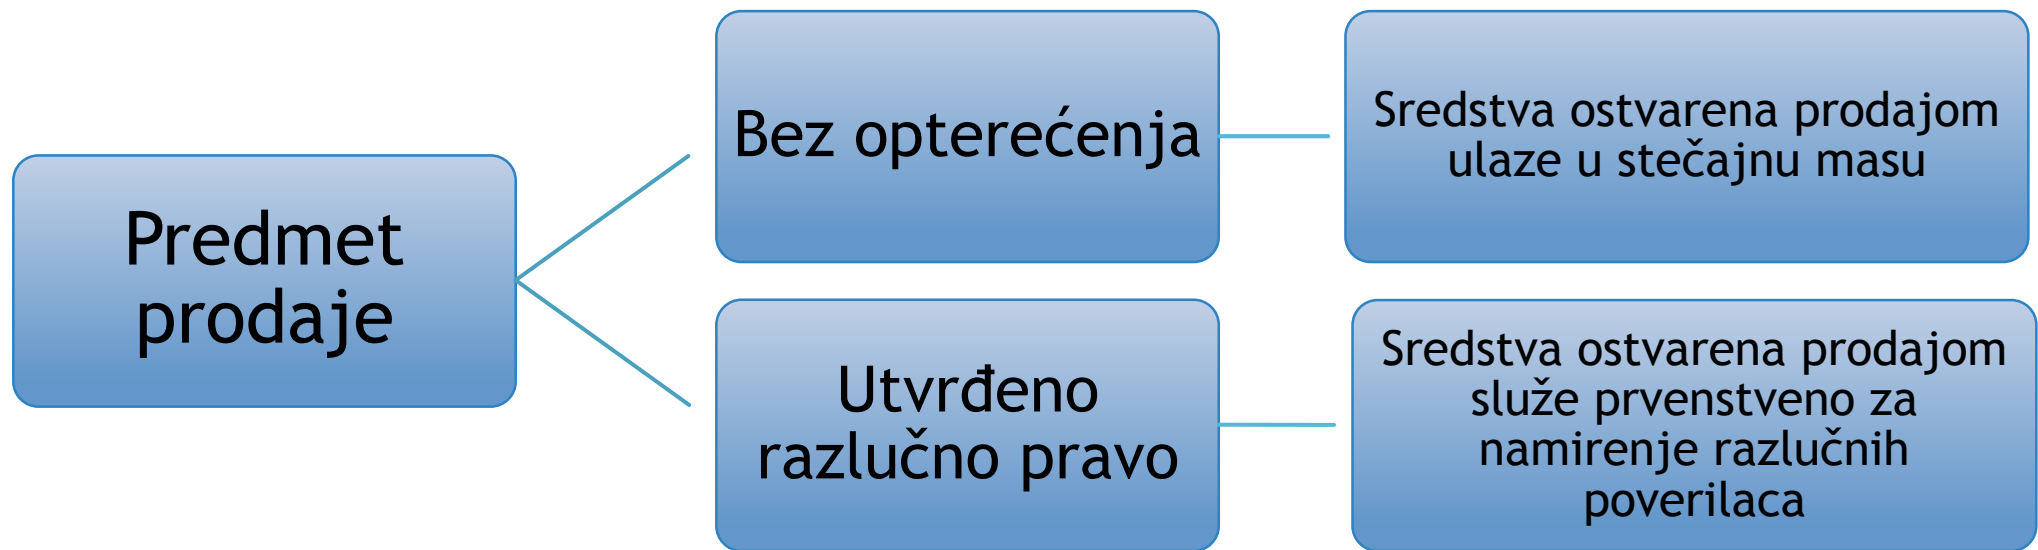 Predmet
prodaje
Bez opterećenja
Sredstva ostvarena prodajom
ulaze u stečajnu masu
Utvrđeno
razlučno pravo
Sredstva ostvarena prodajom
služe prvenstveno za
namirenje razlučnih
poverilaca